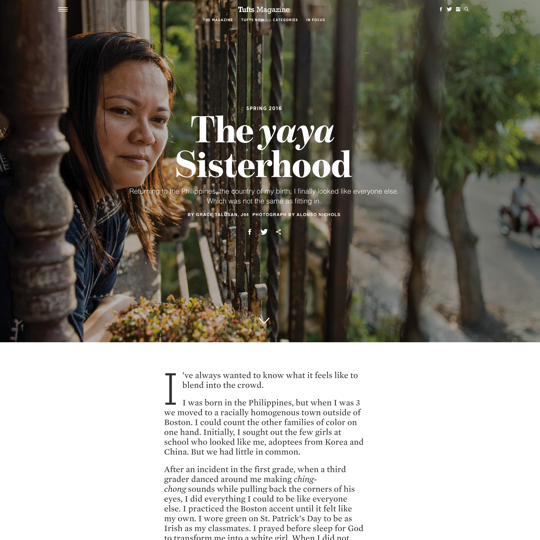 Tufts Magazine
THE MAGAZINE TUFTS NOW CATEGORIES IN FOCUS
SPRING 2016
The yaya
Sisterhood
Returning to the Philippines, the country of my birth, I finally looked like everyone else.
Which was not the same as fitting in.
BY GRACE TALUSAN, J94 PHOTOGRAPH BY ALONSO NICHOLS
I've always wanted to know what it feels like to
blend into the crowd.
I was born in the Philippines, but when I was 3
we moved to a racially homogenous town outside of
Boston. I could count the other families of color on
one hand. Initially, I sought out the few girls at
school who looked like me, adoptees from Korea and
China. But we had little in common.
After an incident in the first grade, when a third
grader danced around me making ching-
chong sounds while pulling back the corners of his
eyes, I did everything I could to be like everyone
else. I practiced the Boston accent until it felt like
my own. I wore green on St. Patrick's Day to be as
Irish as my classmates. I prayed before sleep for God
to transform me into a white girl. When I did not